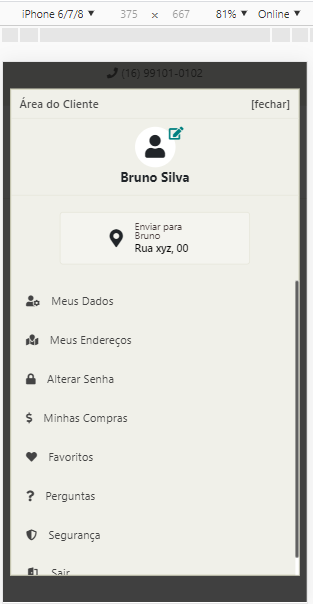 iPhone 6/7/8 ▼ 375 x 667 81% ▼ Online ▼
(16) 99101-0102
Área do Cliente [fechar]
Bruno Silva
Enviar para
Bruno
Rua xyz, 00
Meus Dados
Meus Endereços
Alterar Senha
$ Minhas Compras
Favoritos
? Perguntas
Segurança
Sair